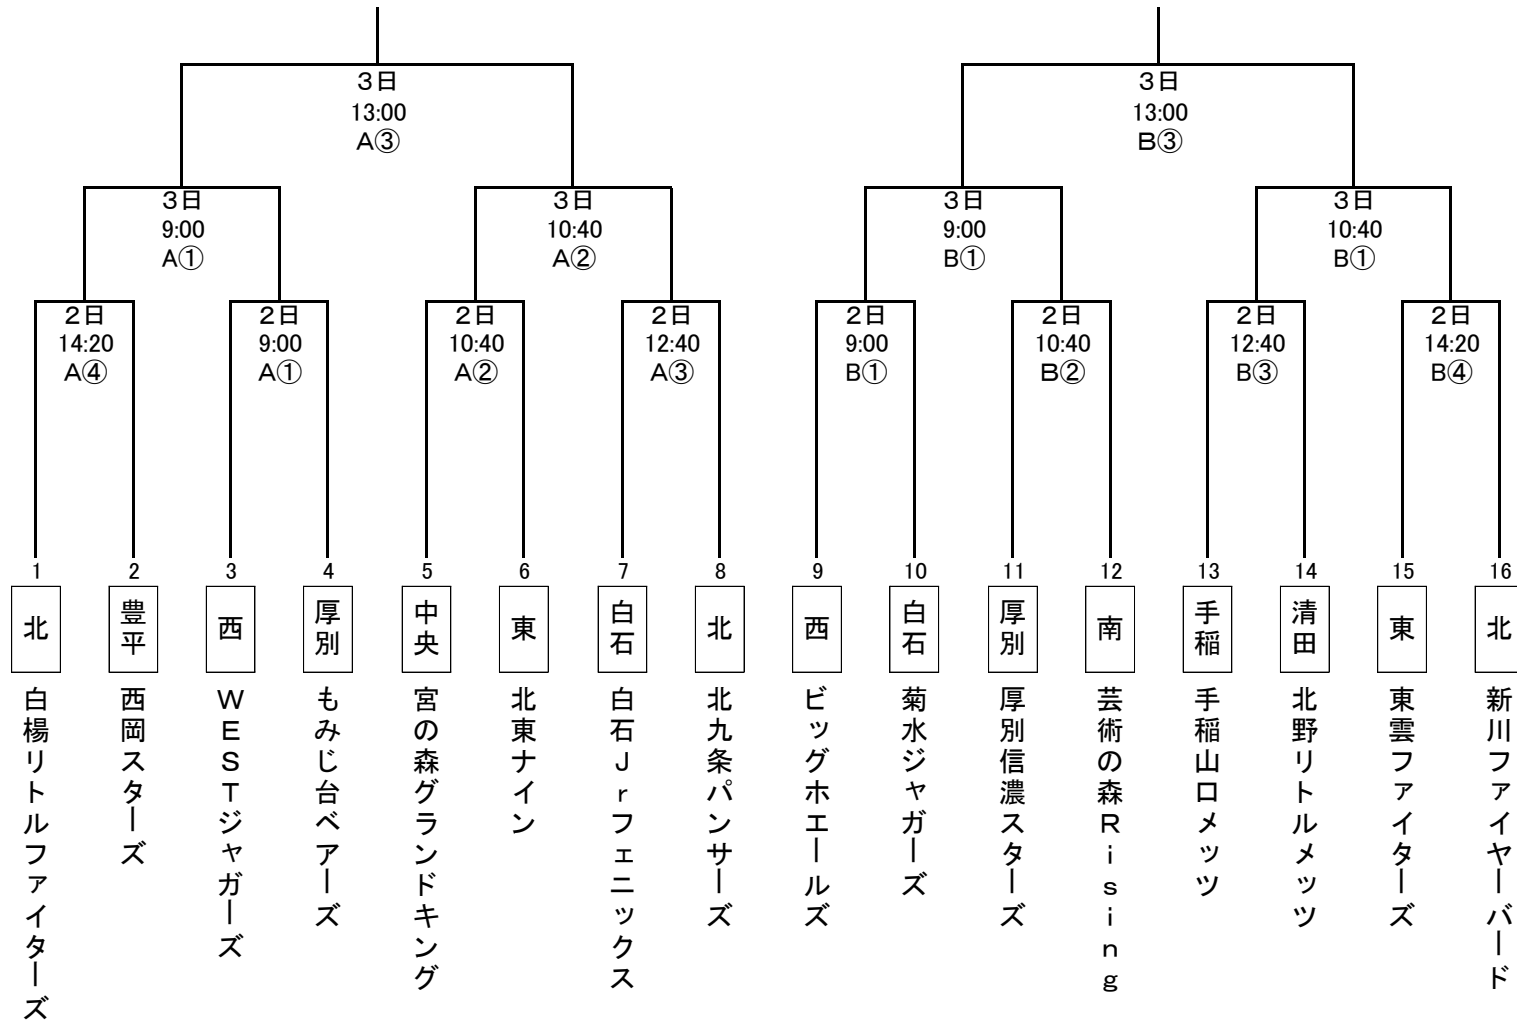 3日
13:00
A③
3日
13:00
B③
3日
9:00
A①
3日
10:40
A②
3日
9:00
B①
3日
10:40
B①
2日
14:20
A④
2日
9:00
A①
2日
10:40
A②
2日
12:40
A③
2日
9:00
B①
2日
10:40
B②
2日
12:40
B③
2日
14:20
B④
1
北
白楊リトルファイターズ
2
豊平
西岡スターズ
3
西
WESTジャガーズ
4
厚別
もみじ台ベアーズ
5
中央
宮の森グランドキング
6
東
北東ナイン
7
白石
白石Jrフェニックス
8
北
北九条パンサーズ
9
西
ビッグホエールズ
10
白石
菊水ジャガーズ
11
厚別
厚別信濃スターズ
12
南
芸術の森Rising
13
手稲
手稲山口メッツ
14
清田
北野リトルメッツ
15
東
東雲ファイターズ
16
北
新川ファイヤーバード